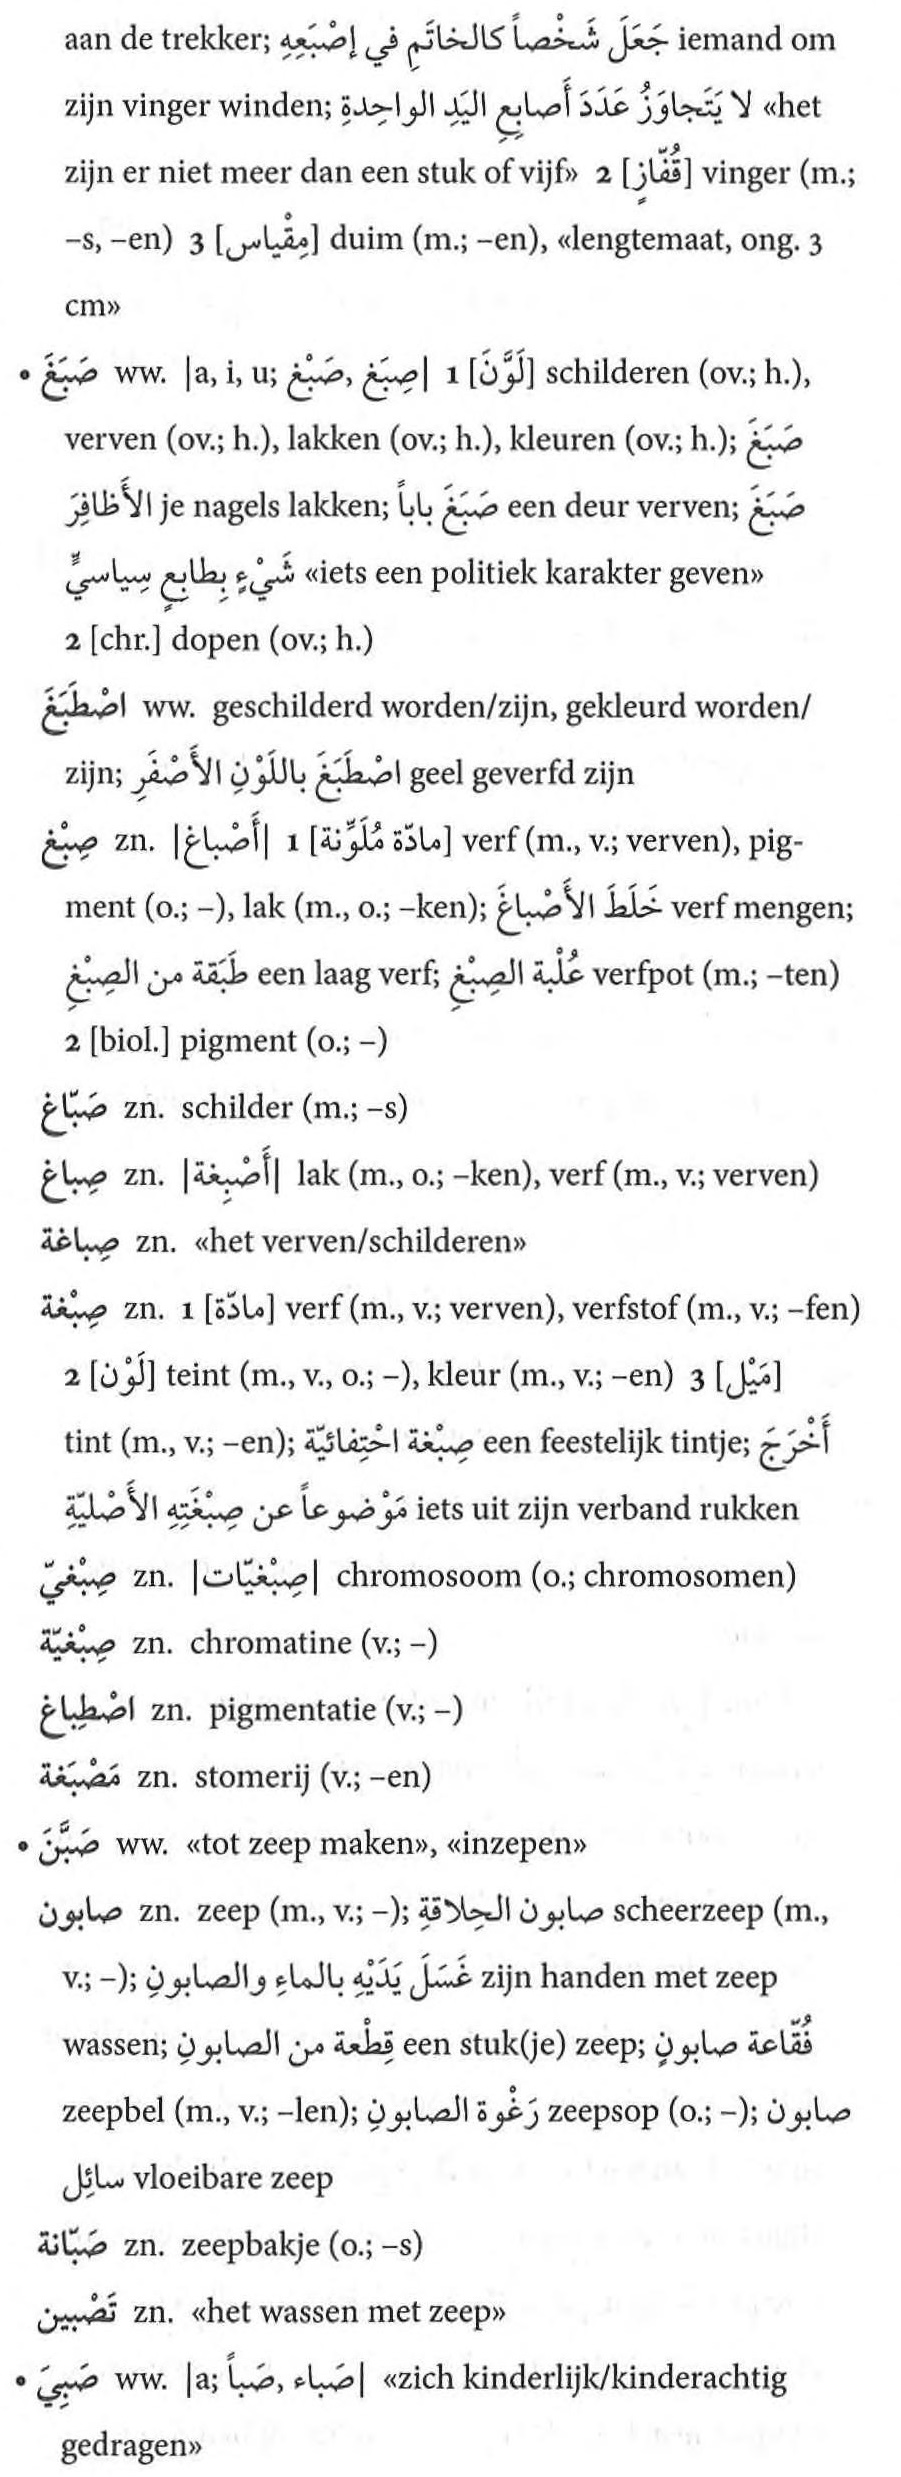 aan de trekker; جَعَلَ شَخْصاً كالخاتَمِ في إصْبَعِهِ iemand om
zijn vinger winden; لا يَتَجاوَزُ عَدَدَ أَصابِعِ اليَدِ الواحِدةِ «het
zijn er niet meer dan een stuk of vijf» 2 [قُفّازٍ] vinger (m.;
–s, –en) 3 [مِقْياس] duim (m.; –en), «lengtemaat, ong. 3
cm»
• صَبَغَ ww. |a, i, u; صَبْغ, صِبَغ| 1 [لَوَّنَ] schilderen (ov.; h.),
verven (ov.; h.), lakken (ov.; h.), kleuren (ov.; h.); صَبَغَ
الأَظافِرَ je nagels lakken; صَبَغَ باباً een deur verven; صَبَغَ
شَيْءٍ بِطابِعٍ سِياسيٍّ «iets een politiek karakter geven»
2 [chr.] dopen (ov.; h.)
اصْطَبَغَ ww. geschilderd worden/zijn, gekleurd worden/
zijn; اصْطَبَغَ باللَوْنِ الأَصْفَرِ geel geverfd zijn
صِبْغ zn. |أَصْباغ| 1 [مادّة مُلَوِّنة] verf (m., v.; verven), pig-
ment (o.; –), lak (m., o.; –ken); خَلَطَ الأَصْباغَ verf mengen;
طَبَقة من الصِبْغِ een laag verf; عُلْبة الصِبْغِ verfpot (m.; –ten)
2 [biol.] pigment (o.; –)
صَبّاغ zn. schilder (m.; –s)
صِباغ zn. |أَصْبِغة| lak (m., o.; –ken), verf (m., v.; verven)
صِباغة zn. «het verven/schilderen»
صِبْغة zn. 1 [مادّة] verf (m., v.; verven), verfstof (m., v.; –fen)
2 [لَوْن] teint (m., v., o.; –), kleur (m., v.; –en) 3 [مَيْل]
tint (m., v.; –en); صِبْغة احْتِفائيّة een feestelijk tintje; أَخْرَجَ
مَوْضوعاً عن صِبْغَتِهِ الأَصْليّةِ iets uit zijn verband rukken
صِبْغيّ zn. |صِبْغيّات| chromosoom (o.; chromosomen)
صِبْغيّة zn. chromatine (v.; –)
اصْطِباغ zn. pigmentatie (v.; –)
مَصْبَغة zn. stomerij (v.; –en)
• صَبَّنَ ww. «tot zeep maken», «inzepen»
صابون zn. zeep (m., v.; –); صابون الحِلاقةِ scheerzeep (m.,
v.; –); غَسَلَ يَدَيْهِ بالماءِ والصابونِ zijn handen met zeep
wassen; قِطْعة من الصابونِ een stuk(je) zeep; فُقّاعة صابونٍ
zeepbel (m., v.; –len); رَغْوة الصابونِ zeepsop (o.; –); صابون
سائِل vloeibare zeep
صَبّانة zn. zeepbakje (o.; –s)
تَصْبين zn. «het wassen met zeep»
• صَبِيَ ww. |a; صَباً, صَباء| «zich kinderlijk/kinderachtig
gedragen»